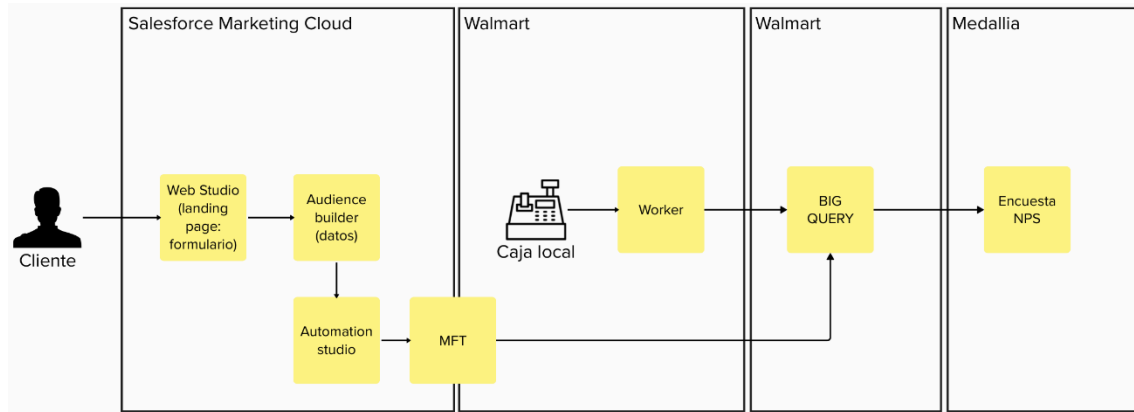 Salesforce Marketing Cloud
Walmart
Walmart
Medallia
Cliente
Web Studio
(landing
page:
formulario)
Audience
builder
(datos)
Automation
studio
MFT
Caja local
Worker
BIG
QUERY
Encuesta
NPS